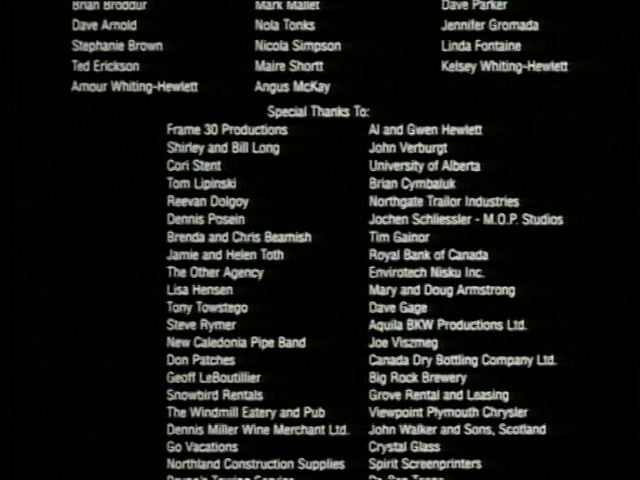 Brian Broddur Mark Mallet Dave Parker
Dave Arnold Nola Tonks Jennifer Gromada
Stephanie Brown Nicola Simpson Linda Fontaine
Ted Erickson Maire Shortt Kelsey Whiting-Hewlett
Amour Whiting-Hewlett Angus McKay
Special Thanks To:
Frame 30 Productions Al and Gwen Hewlett
Shirley and Bill Long John Verburgt
Cori Stent University of Alberta
Tom Lipinski Brian Cymbaluk
Reevan Dolgoy Northgate Trailor Industries
Dennis Posein Jochen Schliessler - M.O.P. Studios
Brenda and Chris Beamish Tim Gainor
Jamie and Helen Toth Royal Bank of Canada
The Other Agency Envirotech Nisku Inc.
Lisa Hensen Mary and Doug Armstrong
Tony Towstego Dave Gage
Steve Rymer Aquila BKW Productions Ltd.
New Caledonia Pipe Band Joe Viszmeg
Don Patches Canada Dry Bottling Company Ltd.
Geoff LeBoutillier Big Rock Brewery
Snowbird Rentals Grove Rental and Leasing
The Windmill Eatery and Pub Viewpoint Plymouth Chrysler
Dennis Miller Wine Merchant Ltd. John Walker and Sons, Scotland
Go Vacations Crystal Glass
Northland Construction Supplies Spirit Screenprinters